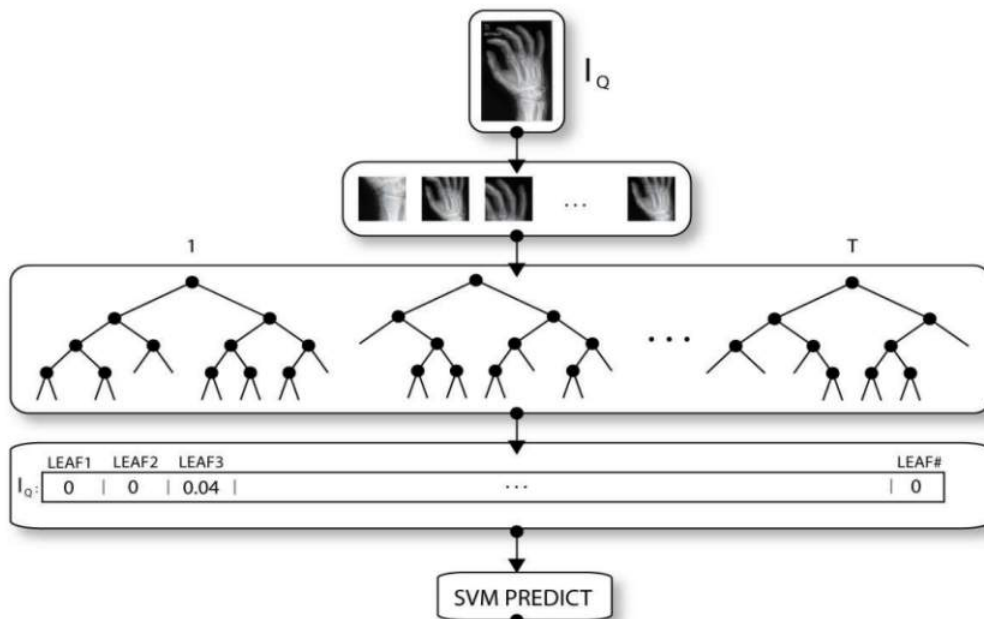 I Q
...
1 T
...
LEAF1 LEAF2 LEAF3 LEAF#
I Q : 0 | 0 | 0.04 | ... | 0
SVM PREDICT